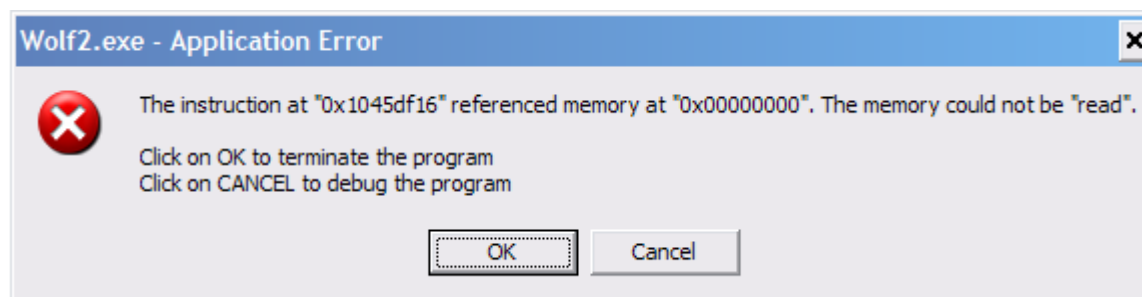 Wolf2.exe - Application Error
The instruction at "0x1045df16" referenced memory at "0x00000000". The memory could not be "read".
Click on OK to terminate the program
Click on CANCEL to debug the program
OK
Cancel